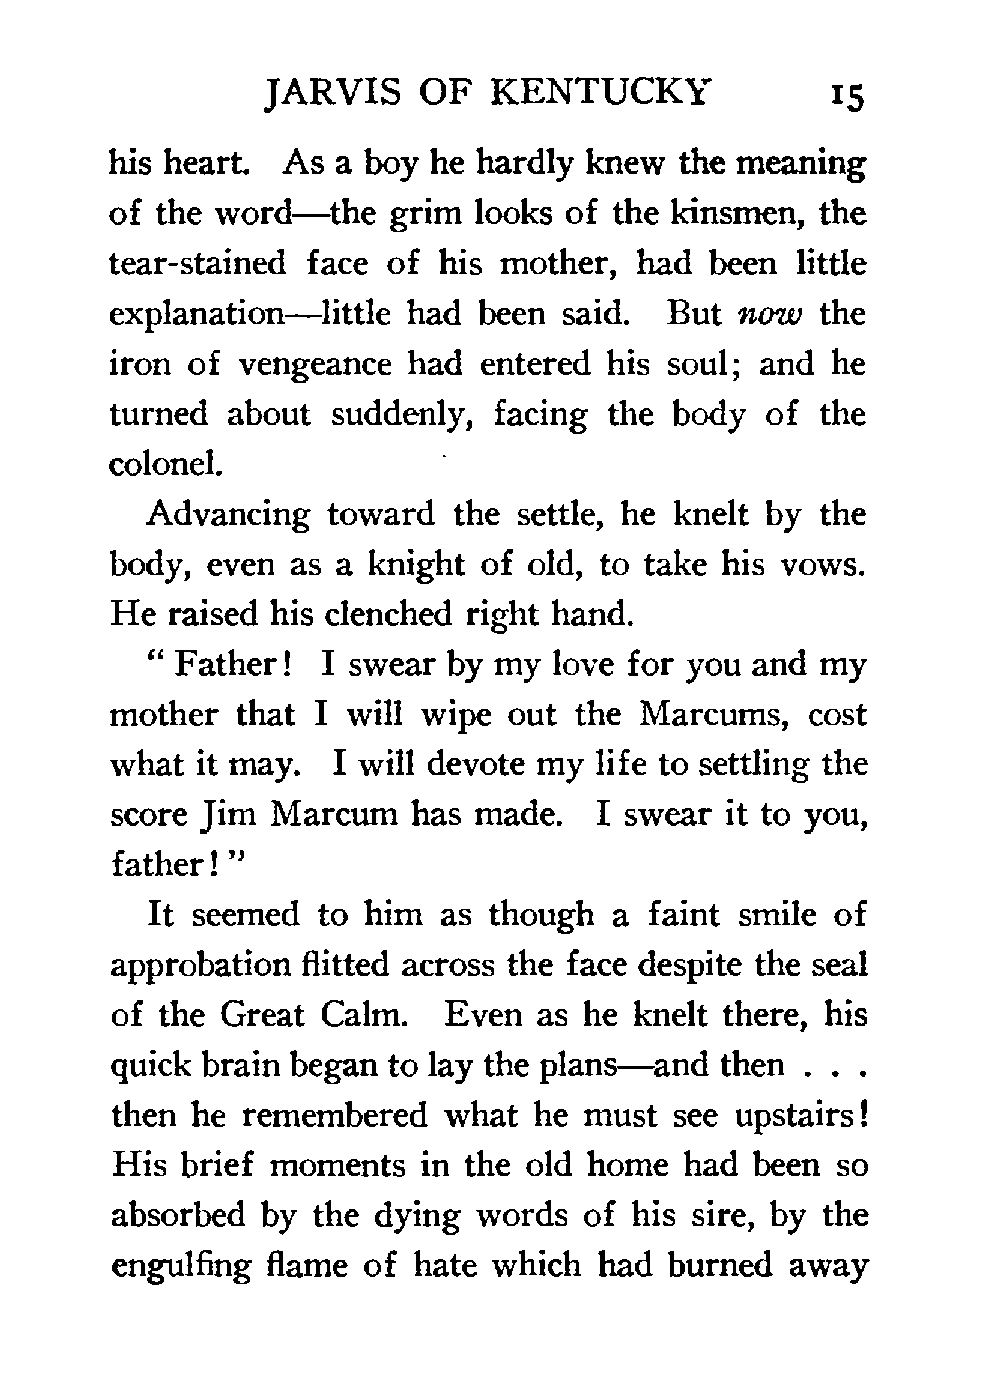 JARVIS OF KENTUCKY 15
his heart. As a boy he hardly knew the meaning
of the word—the grim looks of the kinsmen, the
tear-stained face of his mother, had been little
explanation—little had been said. But now the
iron of vengeance had entered his soul; and he
turned about suddenly, facing the body of the
colonel.
Advancing toward the settle, he knelt by the
body, even as a knight of old, to take his vows.
He raised his clenched right hand.
“ Father! I swear by my love for you and my
mother that I will wipe out the Marcums, cost
what it may. I will devote my life to settling the
score Jim Marcum has made. I swear it to you,
father! ”
It seemed to him as though a faint smile of
approbation flitted across the face despite the seal
of the Great Calm. Even as he knelt there, his
quick brain began to lay the plans—and then . . .
then he remembered what he must see upstairs!
His brief moments in the old home had been so
absorbed by the dying words of his sire, by the
engulfing flame of hate which had burned away